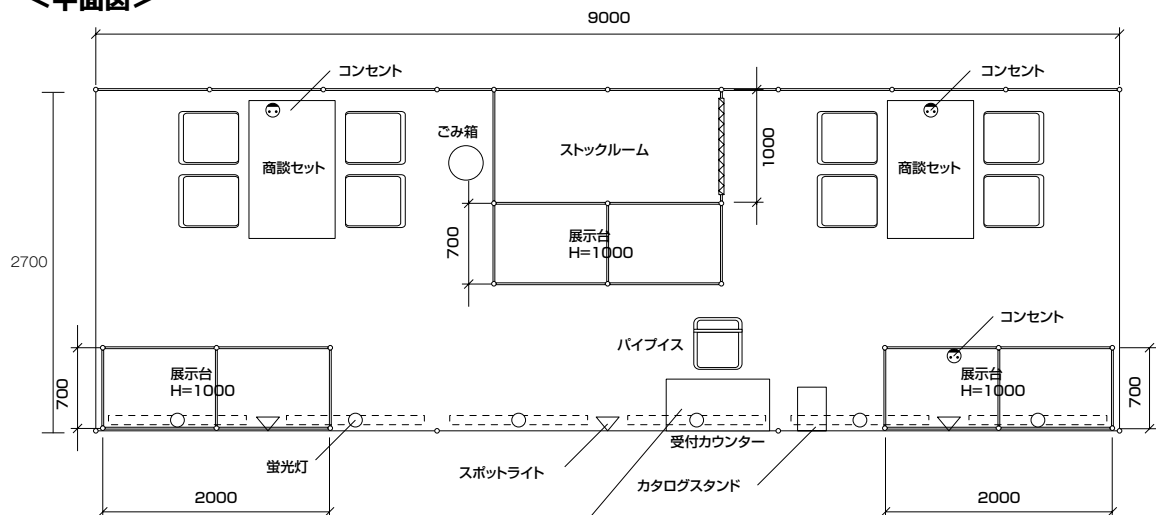 <平面図>
9000
コンセント
コンセント
ごみ箱
ストックルーム
1000
商談セット
商談セット
展示台
H=1000
700
2700
コンセント
パイプイス
展示台
H=1000
展示台
H=1000
700
700
受付カウンター
蛍光灯
スポットライト
カタログスタンド
2000
2000